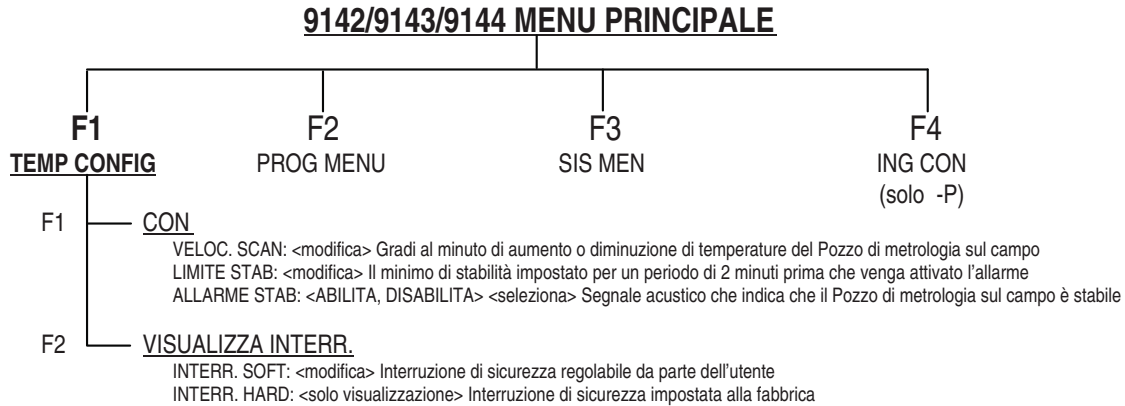 9142/9143/9144 MENU PRINCIPALE
F1 F2 F3 F4
TEMP CONFIG PROG MENU SIS MEN ING CON
(solo -P)
F1 CON
VELOC. SCAN: <modifica> Gradi al minuto di aumento o diminuzione di temperature del Pozzo di metrologia sul campo
LIMITE STAB: <modifica> Il minimo di stabilità impostato per un periodo di 2 minuti prima che venga attivato l'allarme
ALLARME STAB: <ABILITA, DISABILITA> <seleziona> Segnale acustico che indica che il Pozzo di metrologia sul campo è stabile
F2 VISUALIZZA INTERR.
INTERR. SOFT: <modifica> Interruzione di sicurezza regolabile da parte dell'utente
INTERR. HARD: <solo visualizzazione> Interruzione di sicurezza impostata alla fabbrica